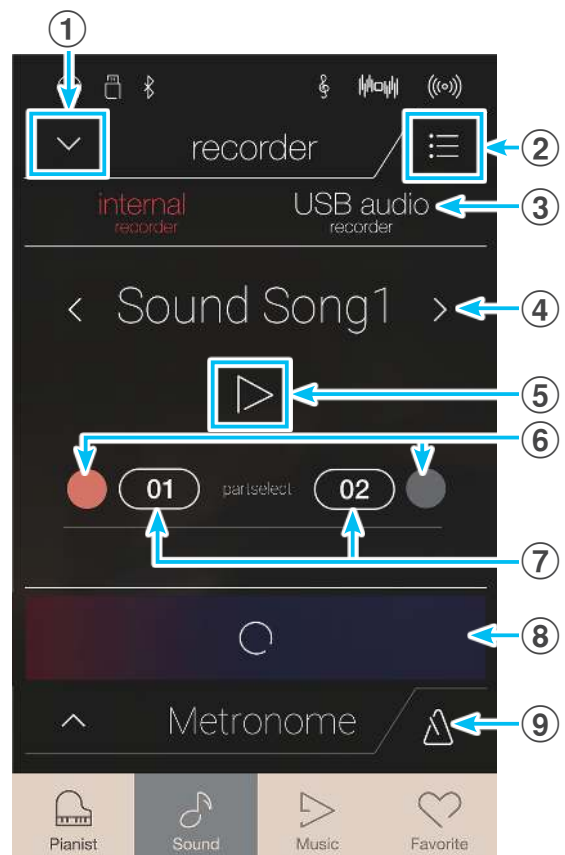 ①
recorder
②
internal
recorder
USB audio
recorder
③
< Sound Song1 >
④
⑤
⑥
01 partselect 02
⑦
⑧
Metronome
⑨
Pianist Sound Music Favorite